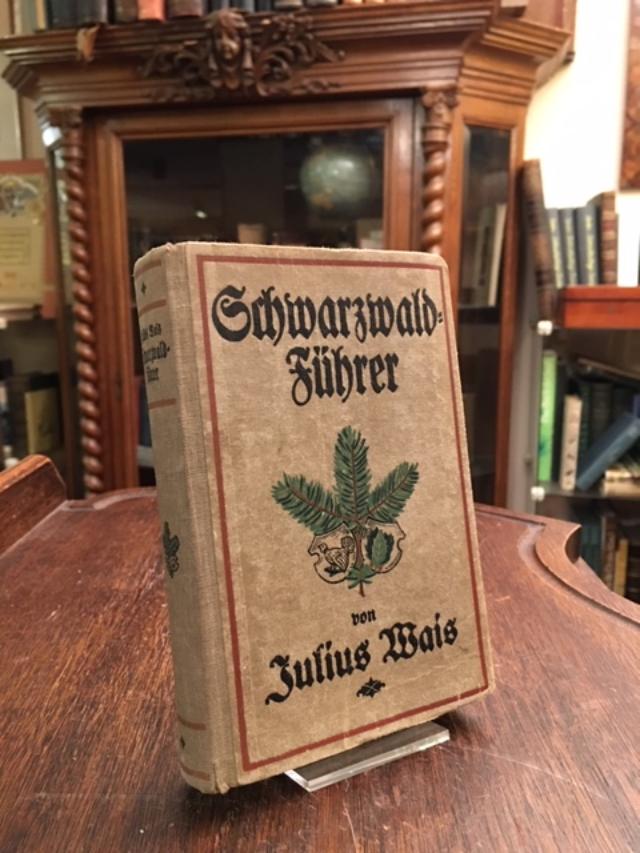 Schwarzwald-
Führer
von
Julius Wais